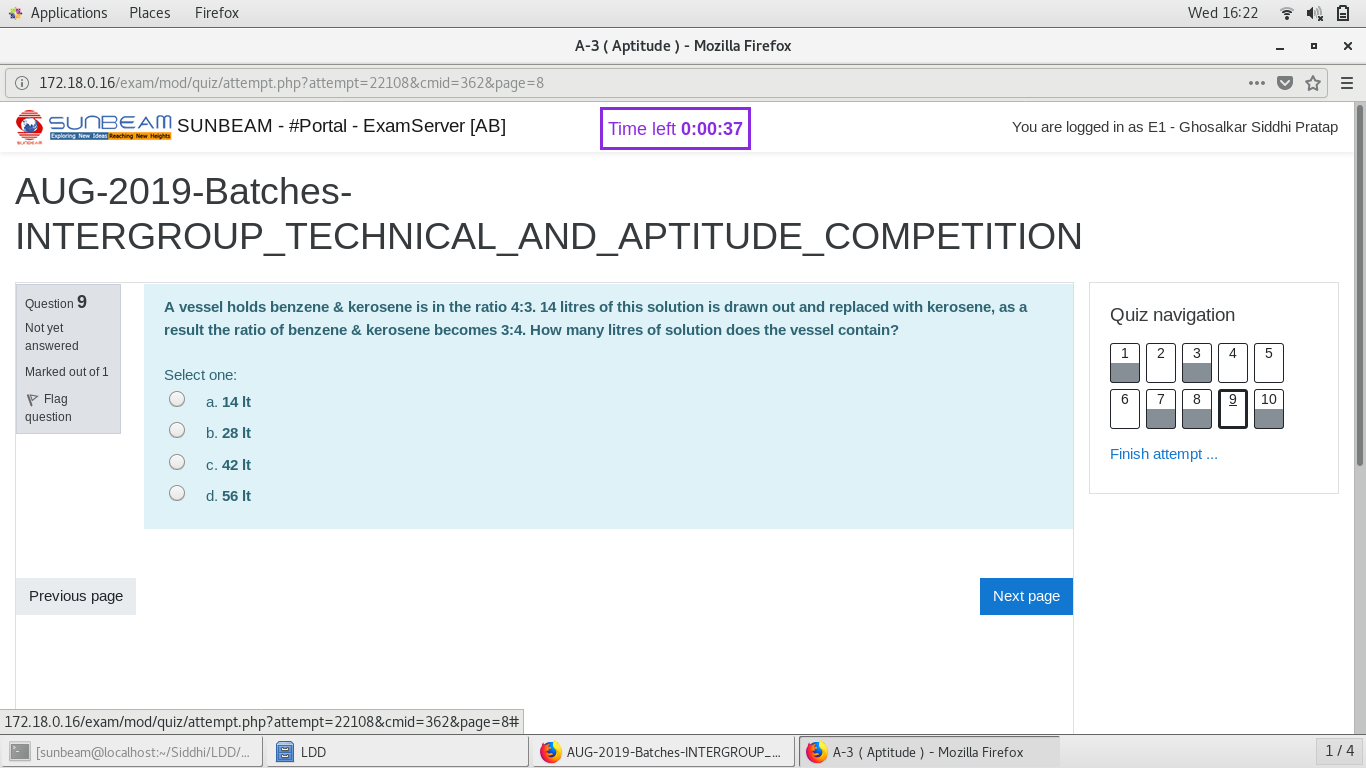 Applications Places Firefox Wed 16:22
A-3 ( Aptitude ) - Mozilla Firefox
172.18.0.16/exam/mod/quiz/attempt.php?attempt=22108&cmid=362&page=8
SUNBEAM Exploring New Ideas Reaching New Heights SUNBEAM - #Portal - ExamServer [AB] Time left 0:00:37 You are logged in as E1 - Ghosalkar Siddhi Pratap
SUNBEAM
AUG-2019-Batches-
INTERGROUP_TECHNICAL_AND_APTITUDE_COMPETITION
Question 9
Not yet
answered
Marked out of 1
Flag
question
A vessel holds benzene & kerosene is in the ratio 4:3. 14 litres of this solution is drawn out and replaced with kerosene, as a
result the ratio of benzene & kerosene becomes 3:4. How many litres of solution does the vessel contain?
Select one:
a. 14 lt
b. 28 lt
c. 42 lt
d. 56 lt
Previous page Next page
Quiz navigation
1 2 3 4 5
6 7 8 9 10
Finish attempt ...
172.18.0.16/exam/mod/quiz/attempt.php?attempt=22108&cmid=362&page=8#
[sunbeam@localhost:~/Siddhi/LDD/... LDD AUG-2019-Batches-INTERGROUP_... A-3 ( Aptitude ) - Mozilla Firefox 1 / 4